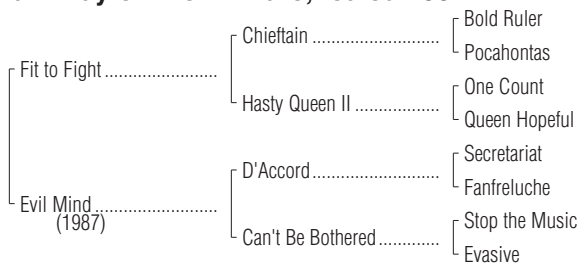 Bold Ruler
Chieftain
Pocahontas
Fit to Fight
One Count
Hasty Queen II
Queen Hopeful
Secretariat
D'Accord
Fanfreluche
Evil Mind
(1987)
Stop the Music
Can't Be Bothered
Evasive